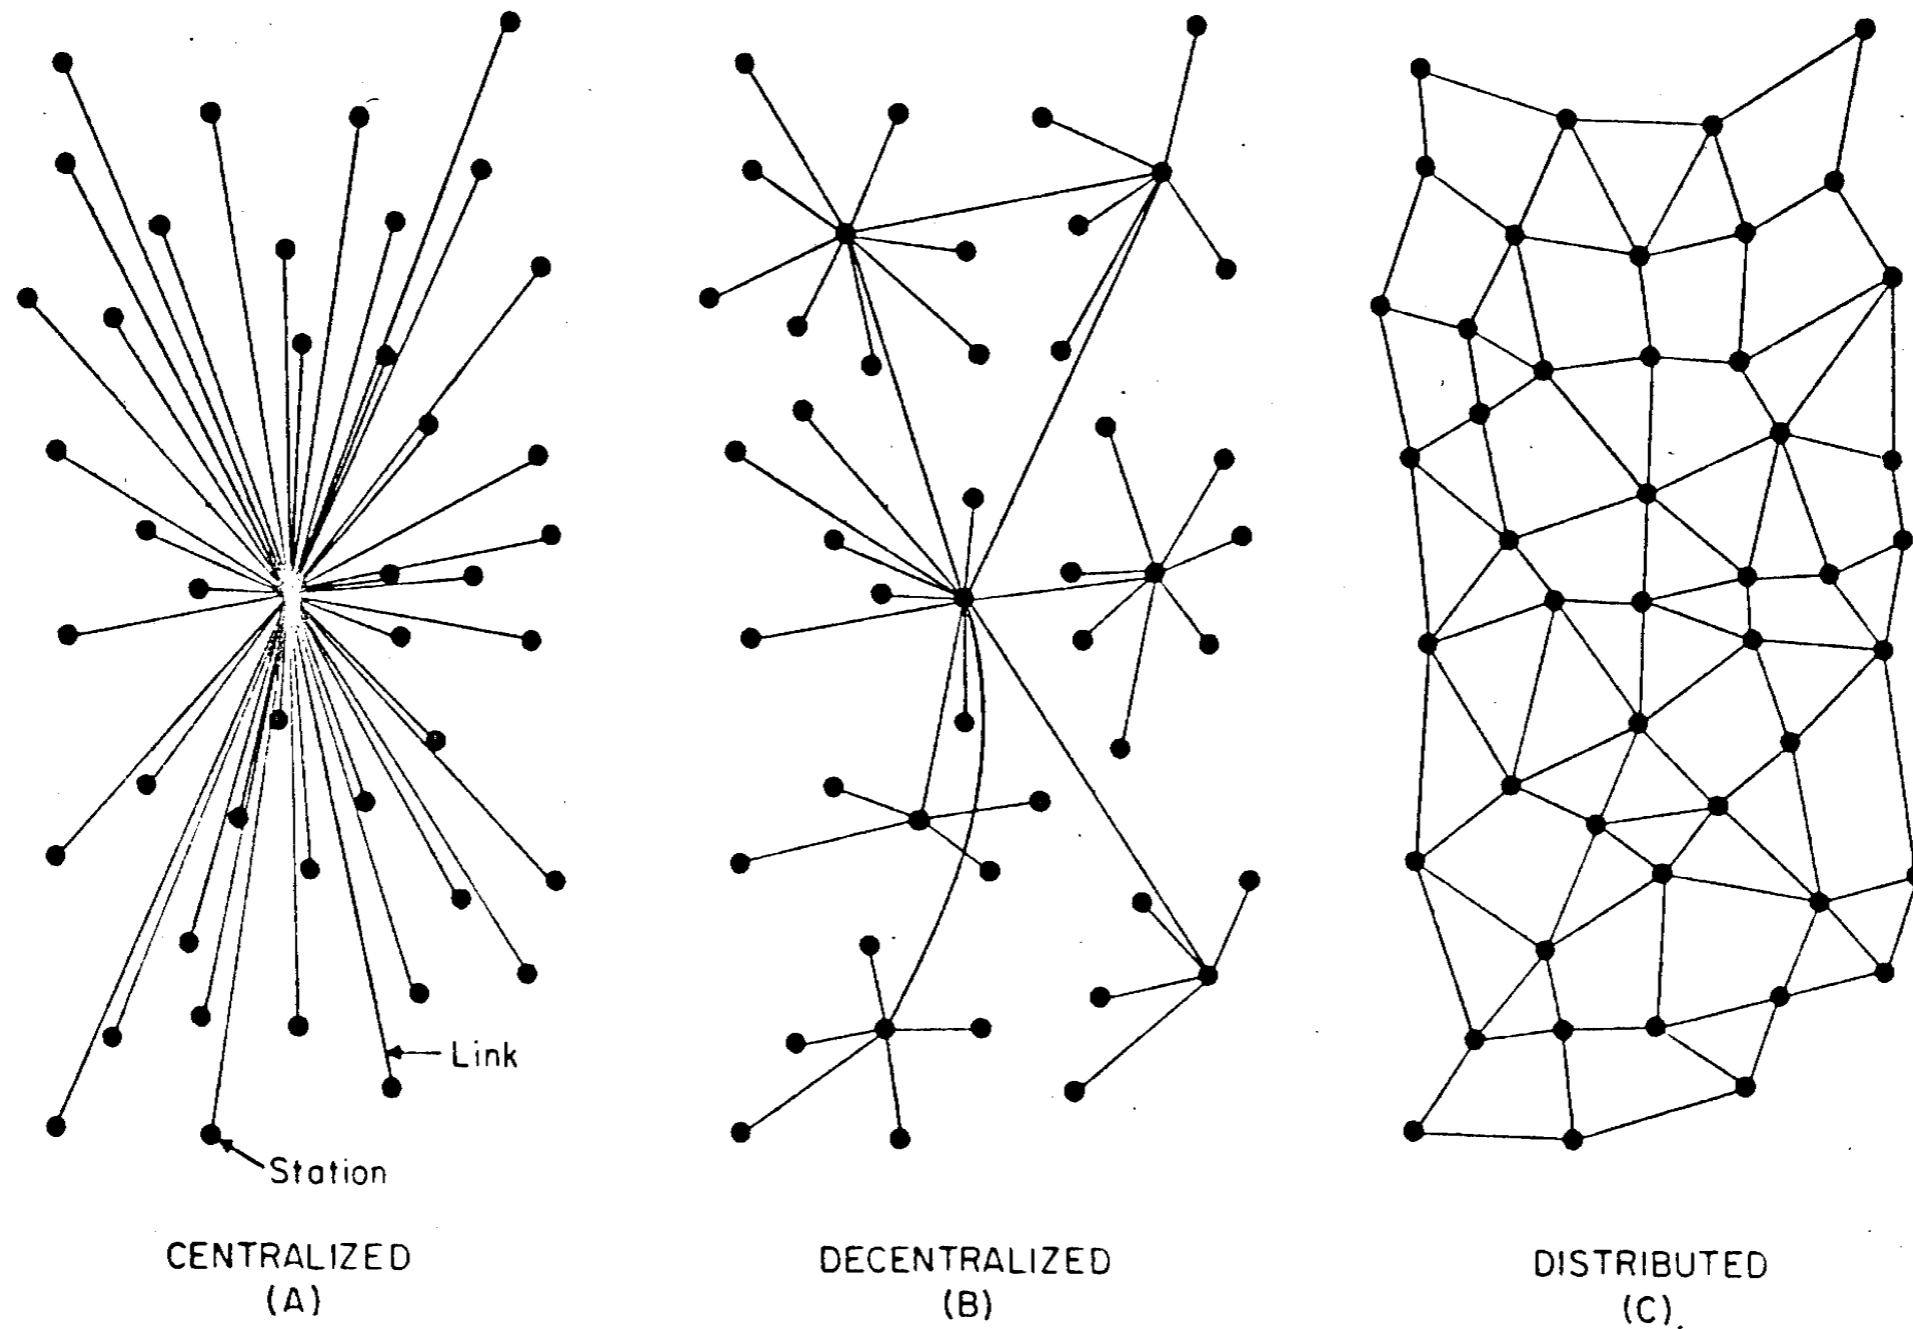 Link
Station
CENTRALIZED
(A)
DECENTRALIZED
(B)
DISTRIBUTED
(C)